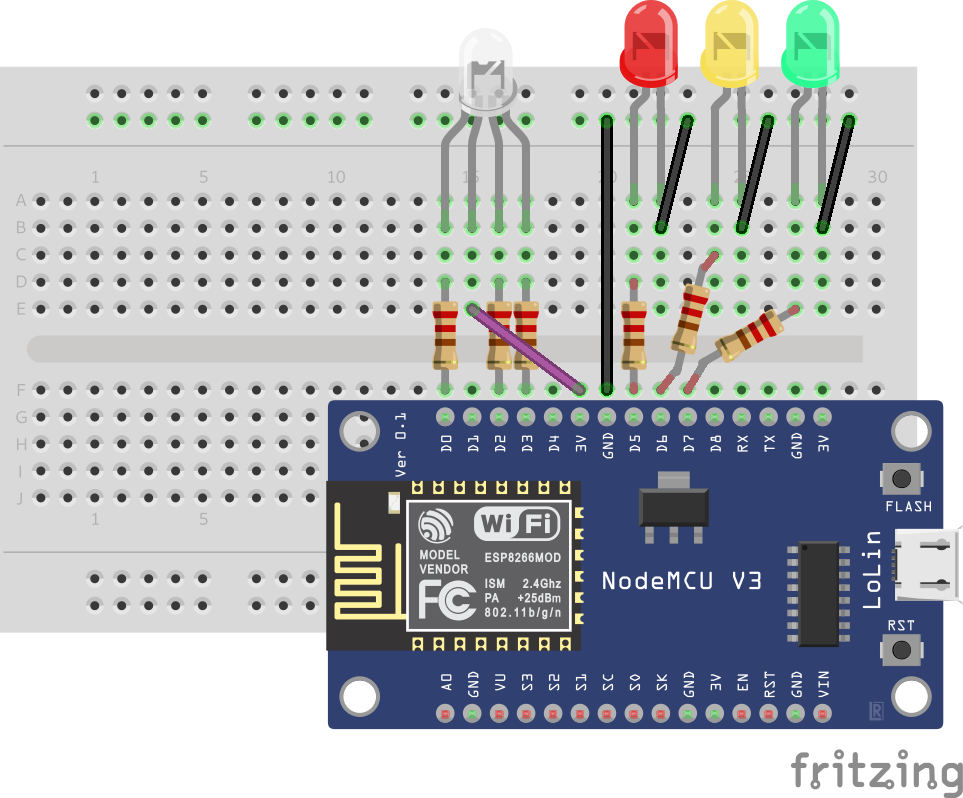 1 5 10 15 20 25 30
A
B
C
D
E
F
G
H
I
J
1 5
Ver 0.1
D0 D1 D2 D3 D4 3V GND D5 D6 D7 D8 RX TX GND 3V
FLASH
WiFi
MODEL ESP8266MOD
VENDOR
FC ISM 2.4Ghz
PA +25dBm
802.11b/g/n
NodeMCU V3
LoLin
RST
A0 GND VU S3 S2 S1 SC S0 SK GND 3V EN RST GND VIN
fritzing